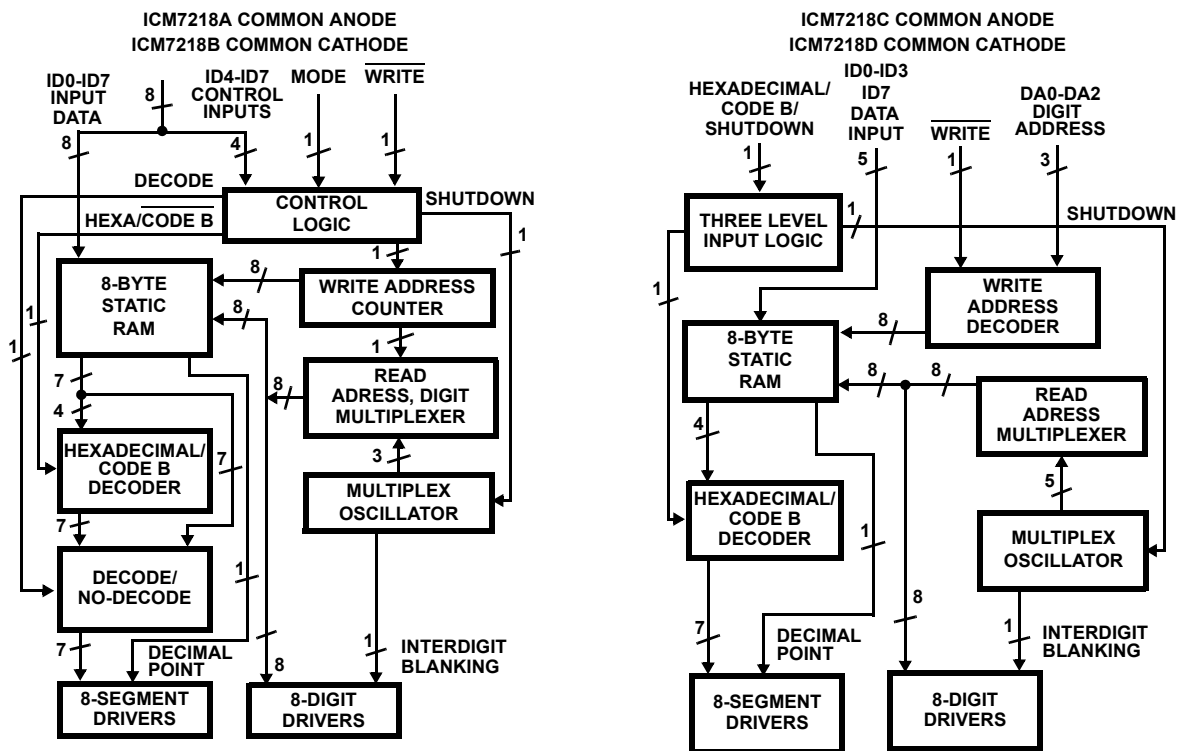 ICM7218A COMMON ANODE
ICM7218B COMMON CATHODE
ID0-ID7
INPUT
DATA
8
ID4-ID7
CONTROL
INPUTS
MODE
WRITE
8
4
1
1
DECODE
HEXA/CODE B
CONTROL
LOGIC
SHUTDOWN
1
1
8-BYTE
STATIC
RAM
8
WRITE ADDRESS
COUNTER
8
1
1
1
7
8
READ
ADRESS, DIGIT
MULTIPLEXER
4
HEXADECIMAL/
CODE B
DECODER
7
3
MULTIPLEX
OSCILLATOR
7
DECODE/
NO-DECODE
1
7
DECIMAL
POINT
8
1
INTERDIGIT
BLANKING
8-SEGMENT
DRIVERS
8-DIGIT
DRIVERS
ICM7218C COMMON ANODE
ICM7218D COMMON CATHODE
HEXADECIMAL/
CODE B/
SHUTDOWN
ID0-ID3
ID7
DATA
INPUT
WRITE
DA0-DA2
DIGIT
ADDRESS
1
5
1
3
THREE LEVEL
INPUT LOGIC
1
SHUTDOWN
1
WRITE
ADDRESS
DECODER
8
8-BYTE
STATIC
RAM
8
8
READ
ADRESS
MULTIPLEXER
4
5
HEXADECIMAL/
CODE B
DECODER
1
MULTIPLEX
OSCILLATOR
8
7
DECIMAL
POINT
1
INTERDIGIT
BLANKING
8-SEGMENT
DRIVERS
8-DIGIT
DRIVERS